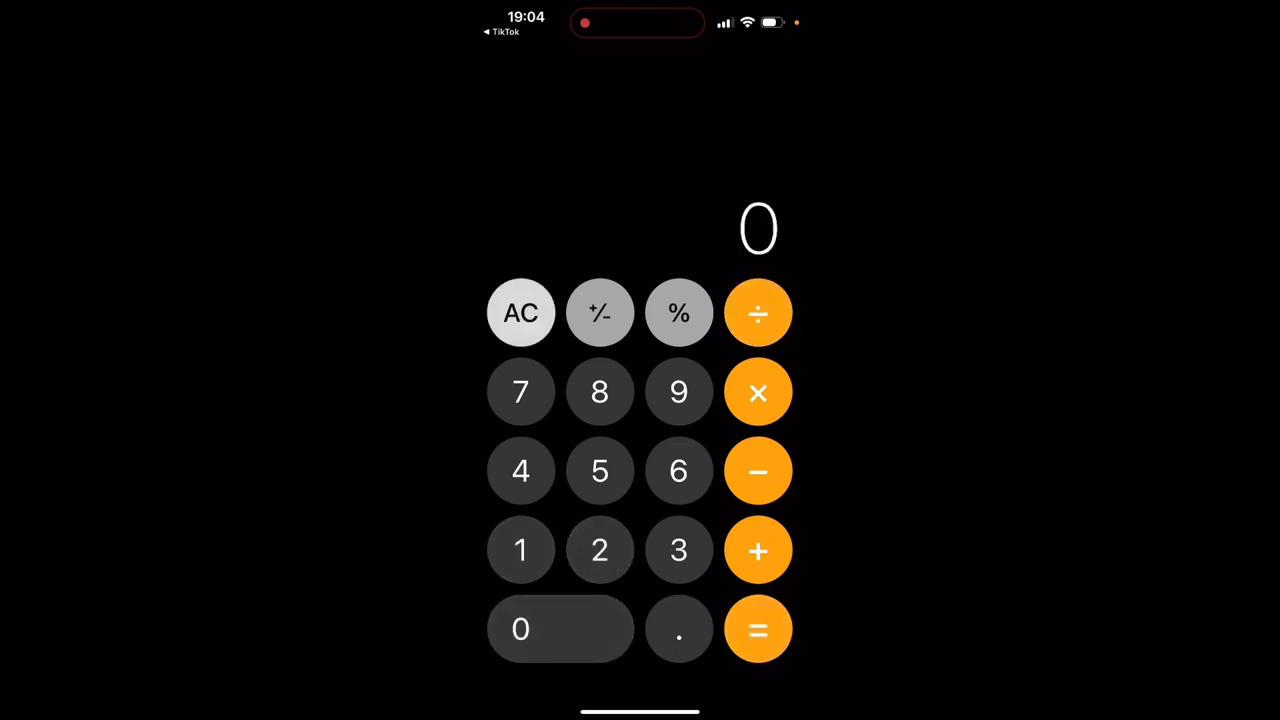 19:04
◀ TikTok
0
AC +/- % ÷
7 8 9 ×
4 5 6 −
1 2 3 +
0 . =